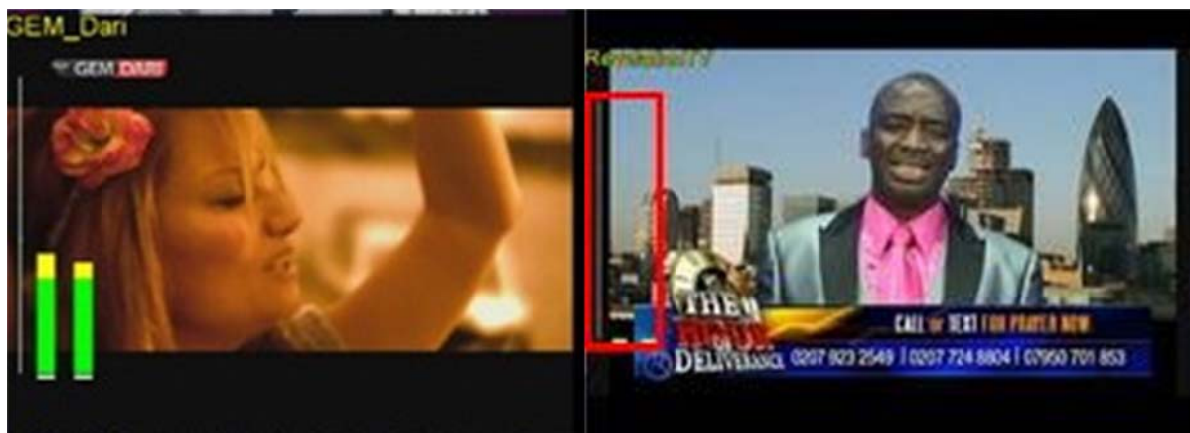 GEM_Dari
GEM DARI
RevelationTV
THE
HOUR
OF
DELIVERANCE
CALL or TEXT FOR PRAYER NOW
0207 923 2549 | 0207 724 8804 | 07950 701 853